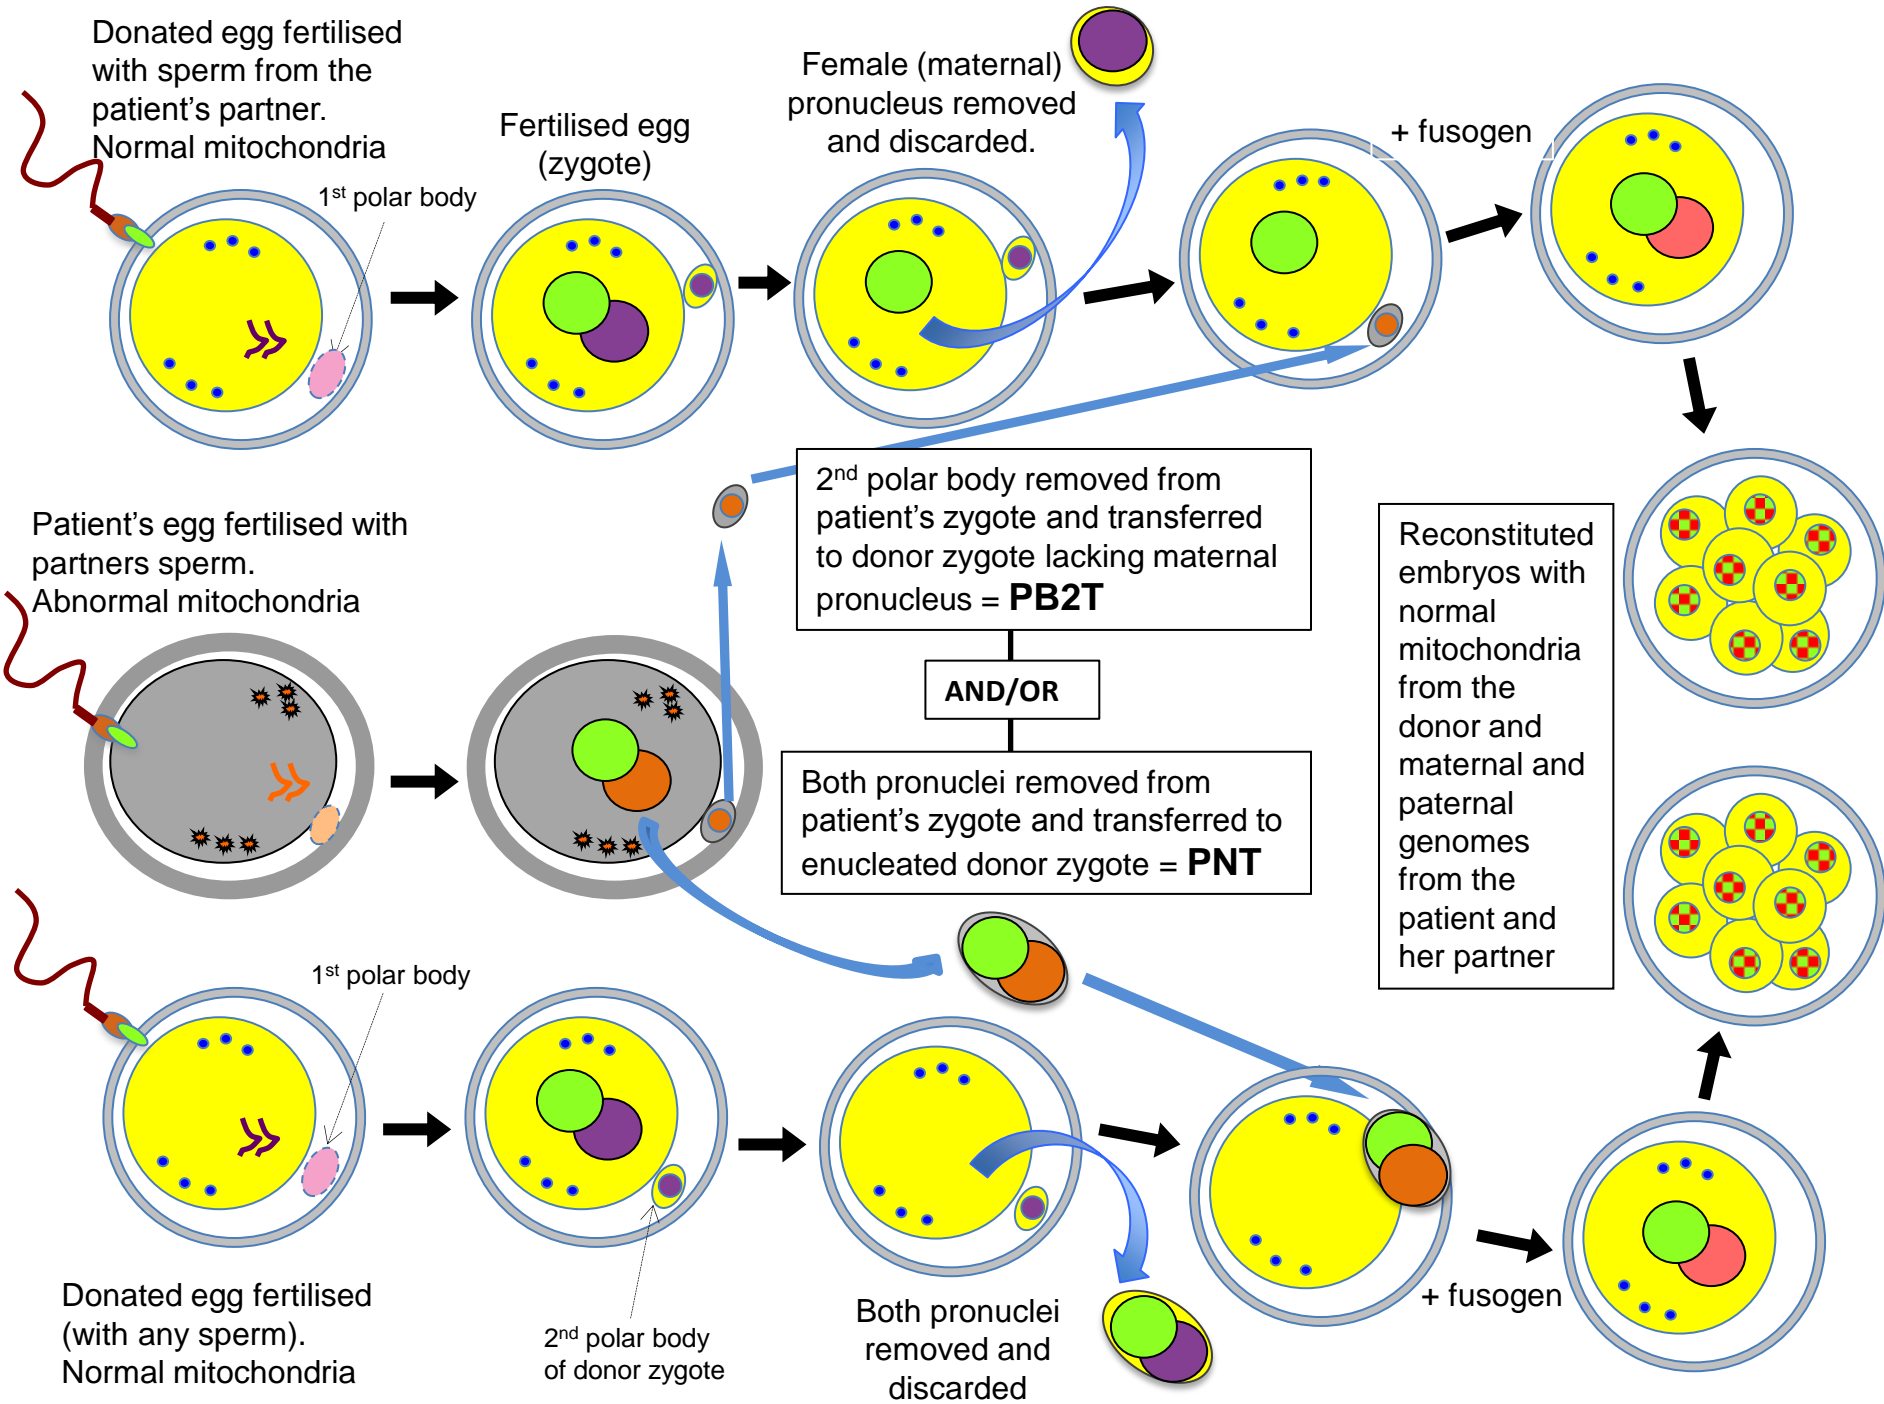 Donated egg fertilised
with sperm from the
patient's partner.
Normal mitochondria
1st polar body
Fertilised egg
(zygote)
Female (maternal)
pronucleus removed
and discarded.
+ fusogen
Patient's egg fertilised with
partners sperm.
Abnormal mitochondria
2nd polar body removed from
patient's zygote and transferred
to donor zygote lacking maternal
pronucleus = PB2T
AND/OR
Both pronuclei removed from
patient's zygote and transferred to
enucleated donor zygote = PNT
Reconstituted
embryos with
normal
mitochondria
from the
donor and
maternal and
paternal
genomes
from the
patient and
her partner
1st polar body
Donated egg fertilised
(with any sperm).
Normal mitochondria
2nd polar body
of donor zygote
Both pronuclei
removed and
discarded
+ fusogen